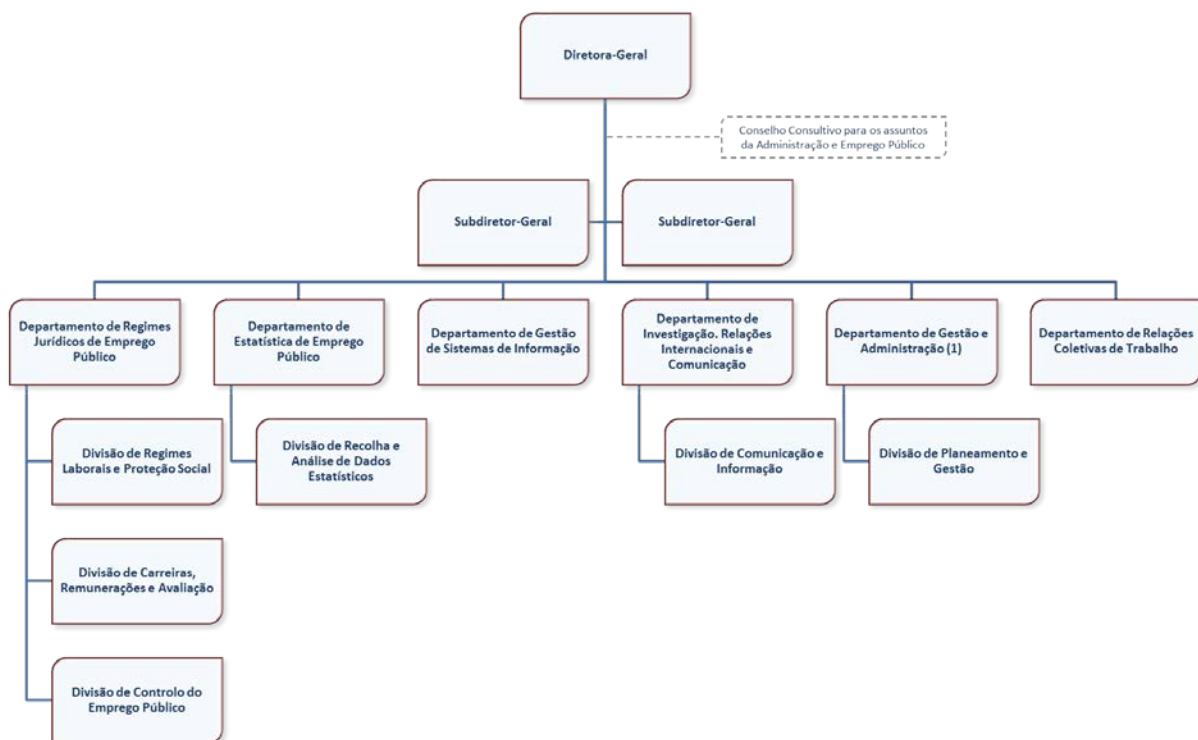 Diretora-Geral
Conselho Consultivo para os assuntos
da Administração e Emprego Público
Subdiretor-Geral
Subdiretor-Geral
Departamento de Regimes
Jurídicos de Emprego
Público
Departamento de
Estatística de Emprego
Público
Departamento de Gestão
de Sistemas de Informação
Departamento de
Investigação. Relações
Internacionais e
Comunicação
Departamento de Gestão e
Administração (1)
Departamento de Relações
Coletivas de Trabalho
Divisão de Regimes
Laborais e Proteção Social
Divisão de Recolha e
Análise de Dados
Estatísticos
Divisão de Comunicação e
Informação
Divisão de Planeamento e
Gestão
Divisão de Carreiras,
Remunerações e Avaliação
Divisão de Controlo do
Emprego Público